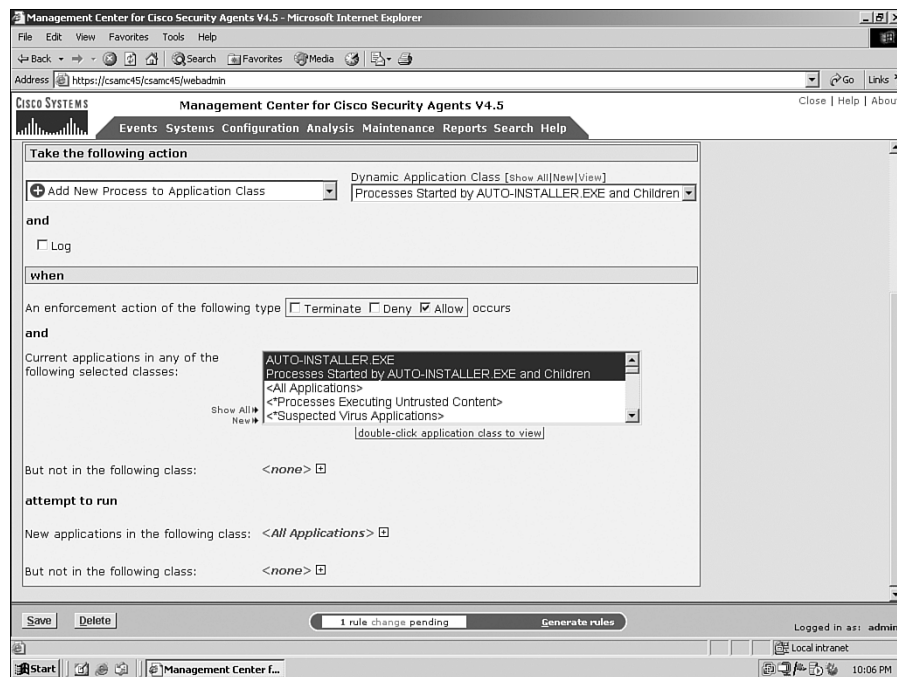 Management Center for Cisco Security Agents V4.5 - Microsoft Internet Explorer
File Edit View Favorites Tools Help
Back Search Favorites Media
Address https://csamc45/csamc45/webadmin Go Links
CISCO SYSTEMS
Management Center for Cisco Security Agents V4.5
Close | Help | Abou
Events Systems Configuration Analysis Maintenance Reports Search Help
Take the following action
Dynamic Application Class [Show All|New|View]
Add New Process to Application Class
Processes Started by AUTO-INSTALLER.EXE and Children
and
Log
when
An enforcement action of the following type Terminate Deny Allow occurs
and
Current applications in any of the following selected classes:
AUTO-INSTALLER.EXE
Processes Started by AUTO-INSTALLER.EXE and Children
<All Applications>
<*Processes Executing Untrusted Content>
<*Suspected Virus Applications>
Show All
New
double-click application class to view
But not in the following class: <none>
attempt to run
New applications in the following class: <All Applications>
But not in the following class: <none>
Save Delete
1 rule change pending
Generate rules
Logged in as: admin
Local intranet
Start
Management Center f...
10:06 PM